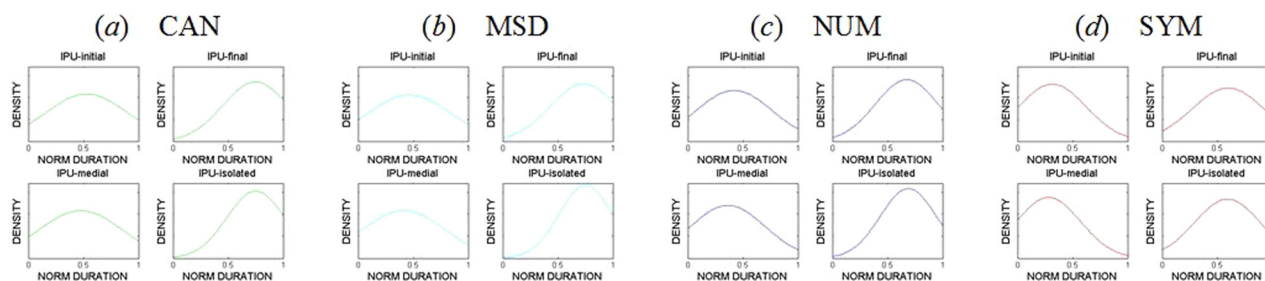 (a) CAN (b) MSD (c) NUM (d) SYM
IPU-initial IPU-final IPU-initial IPU-final IPU-initial IPU-final IPU-initial IPU-final
DENSITY DENSITY DENSITY DENSITY DENSITY DENSITY DENSITY DENSITY
0 0.5 1 0 0.5 1 0 0.5 1 0 0.5 1 0 0.5 1 0 0.5 1 0 0.5 1 0 0.5 1
NORM DURATION NORM DURATION NORM DURATION NORM DURATION NORM DURATION NORM DURATION NORM DURATION NORM DURATION
IPU-medial IPU-isolated IPU-medial IPU-isolated IPU-medial IPU-isolated IPU-medial IPU-isolated
DENSITY DENSITY DENSITY DENSITY DENSITY DENSITY DENSITY DENSITY
0 0.5 1 0 0.5 1 0 0.5 1 0 0.5 1 0 0.5 1 0 0.5 1 0 0.5 1 0 0.5 1
NORM DURATION NORM DURATION NORM DURATION NORM DURATION NORM DURATION NORM DURATION NORM DURATION NORM DURATION